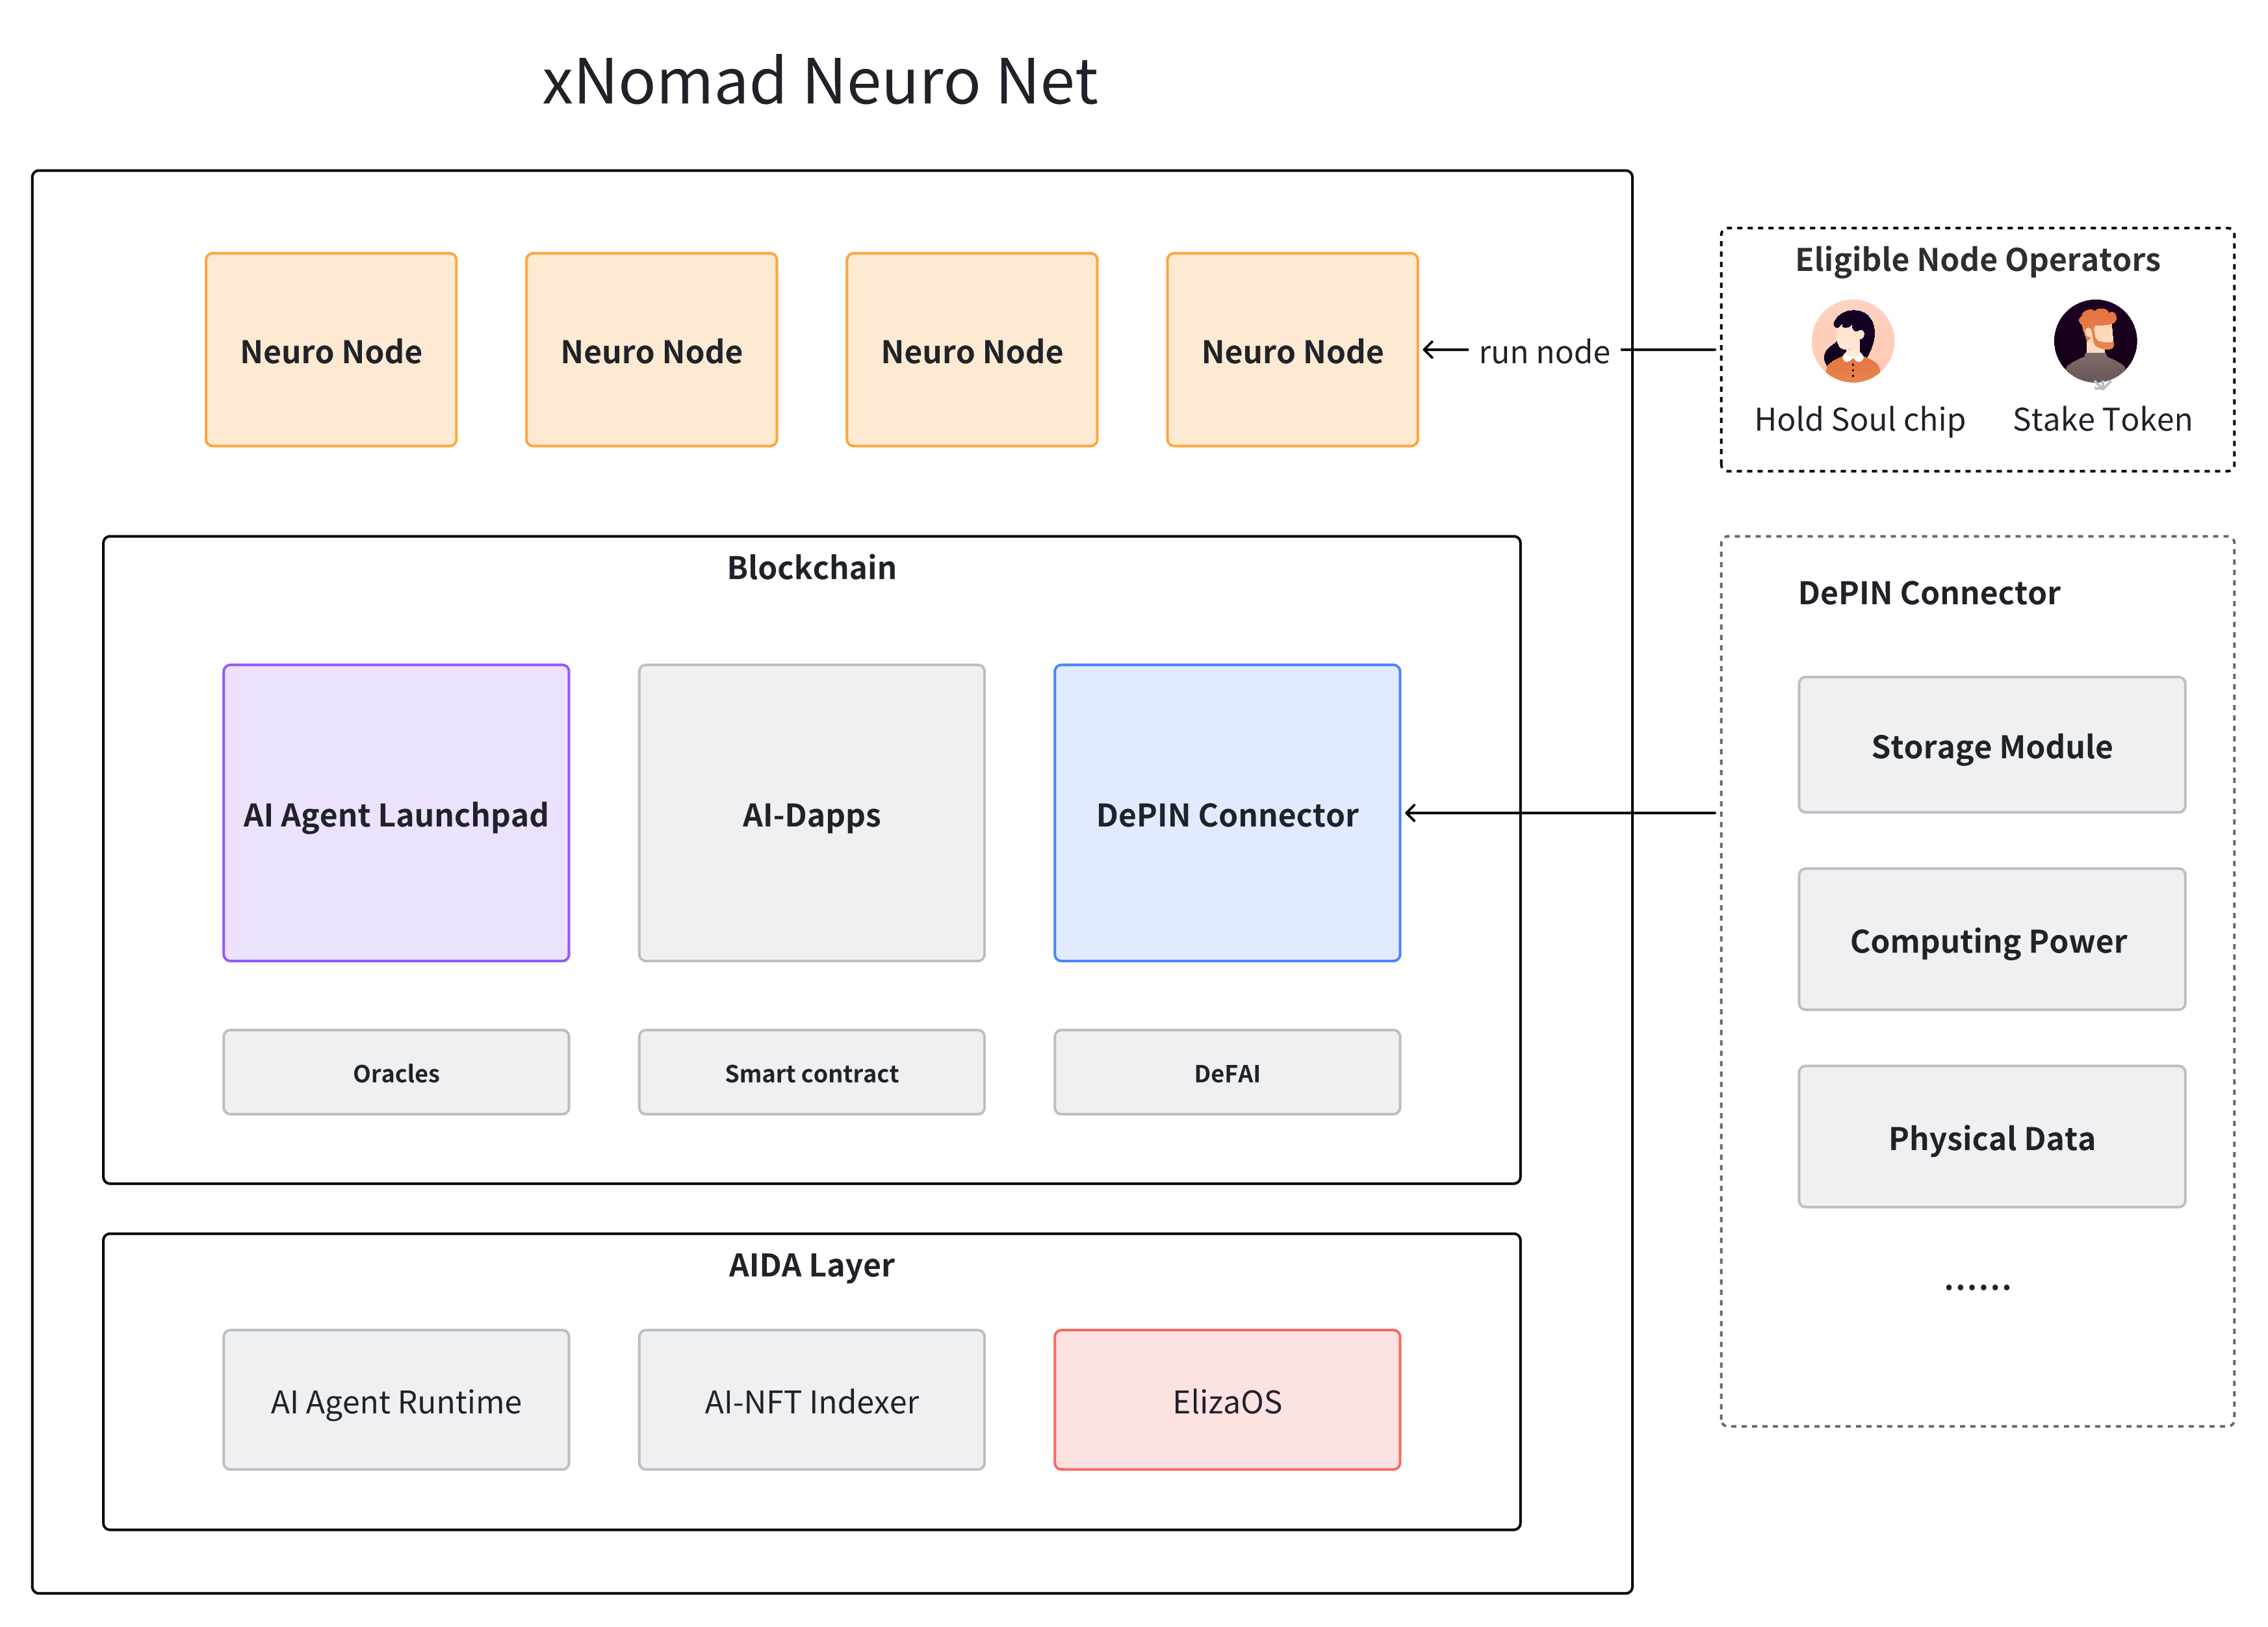 xNomad Neuro Net
Neuro Node
Neuro Node
Neuro Node
Neuro Node
run node
Eligible Node Operators
Hold Soul chip
Stake Token
Blockchain
AI Agent Launchpad
AI-Dapps
DePIN Connector
Oracles
Smart contract
DeFAI
AIDA Layer
AI Agent Runtime
AI-NFT Indexer
ElizaOS
DePIN Connector
Storage Module
Computing Power
Physical Data
......